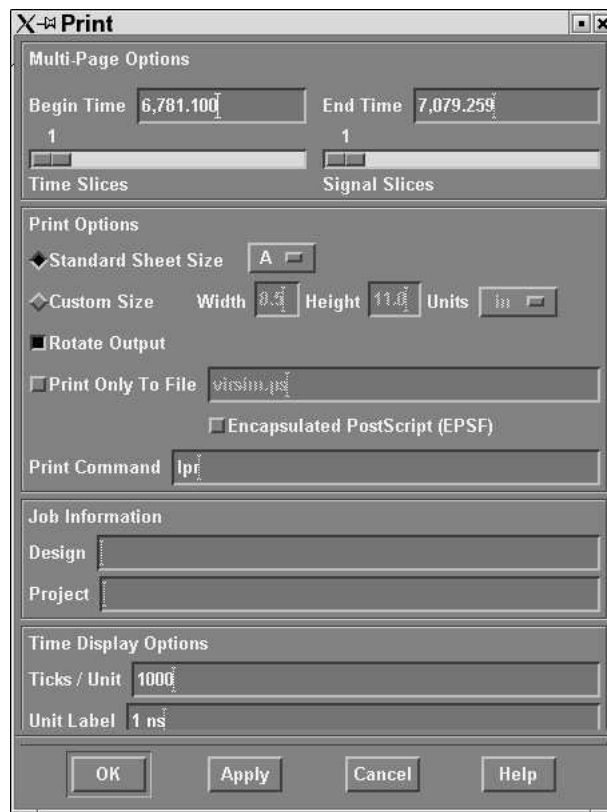 Print
Multi-Page Options
Begin Time 6,781.100 End Time 7,079.259
1 1
Time Slices Signal Slices
Print Options
Standard Sheet Size A
Custom Size Width 8.5 Height 11.0 Units in
Rotate Output
Print Only To File virsim.ps
Encapsulated PostScript (EPSF)
Print Command lpr
Job Information
Design
Project
Time Display Options
Ticks / Unit 1000
Unit Label 1 ns
OK Apply Cancel Help